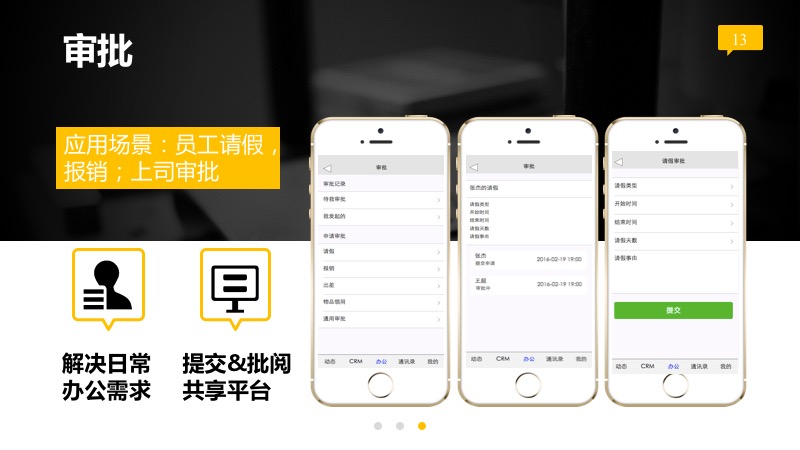 审批
13
应用场景：员工请假，
报销；上司审批
解决日常
办公需求
提交&批阅
共享平台
审批
审批记录
待我审批
我发起的
申请审批
请假
报销
出差
物品领用
通用审批
动态 CRM 办公 通讯录 我的
审批
张杰的请假
请假类型
开始时间
结束时间
请假天数
请假事由
张杰
提交申请
2016-02-19 19:00
王超
审批中
2016-02-19 19:00
动态 CRM 办公 通讯录 我的
请假审批
请假类型
开始时间
结束时间
请假天数
请假事由
提交
动态 CRM 办公 通讯录 我的